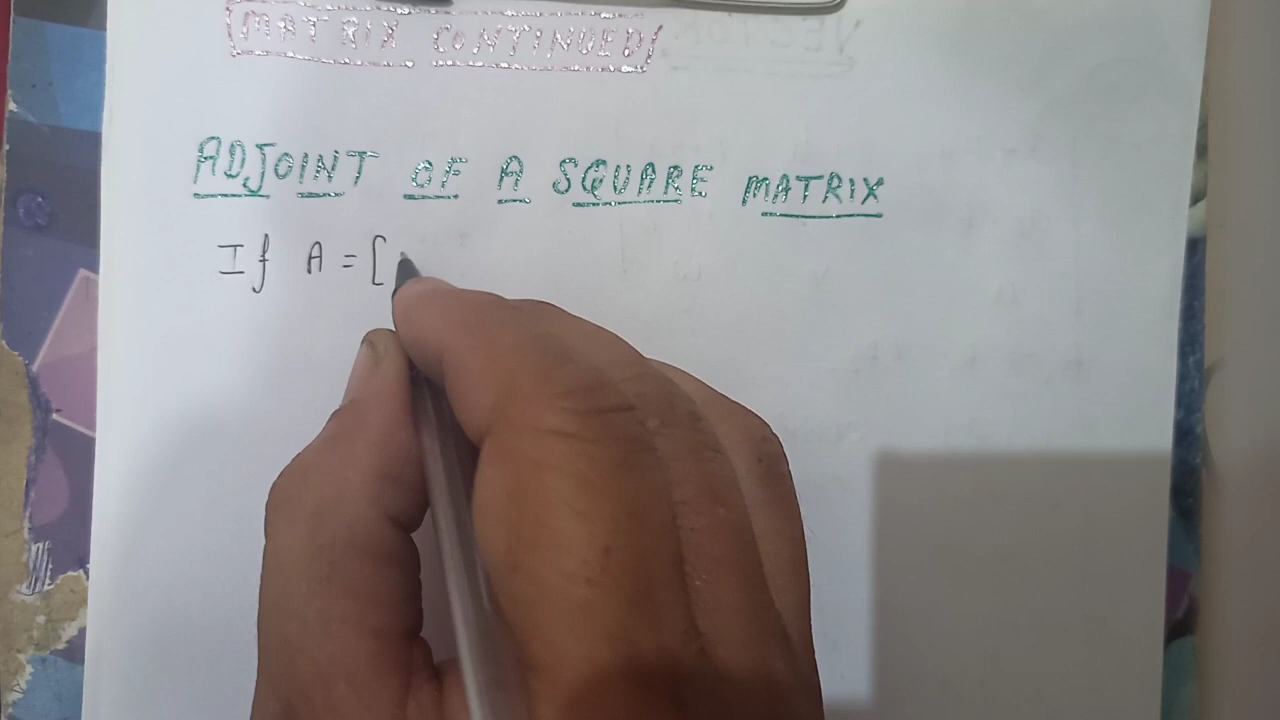 MATRIX CONTINUED
ADJOINT OF A SQUARE MATRIX
If A = [